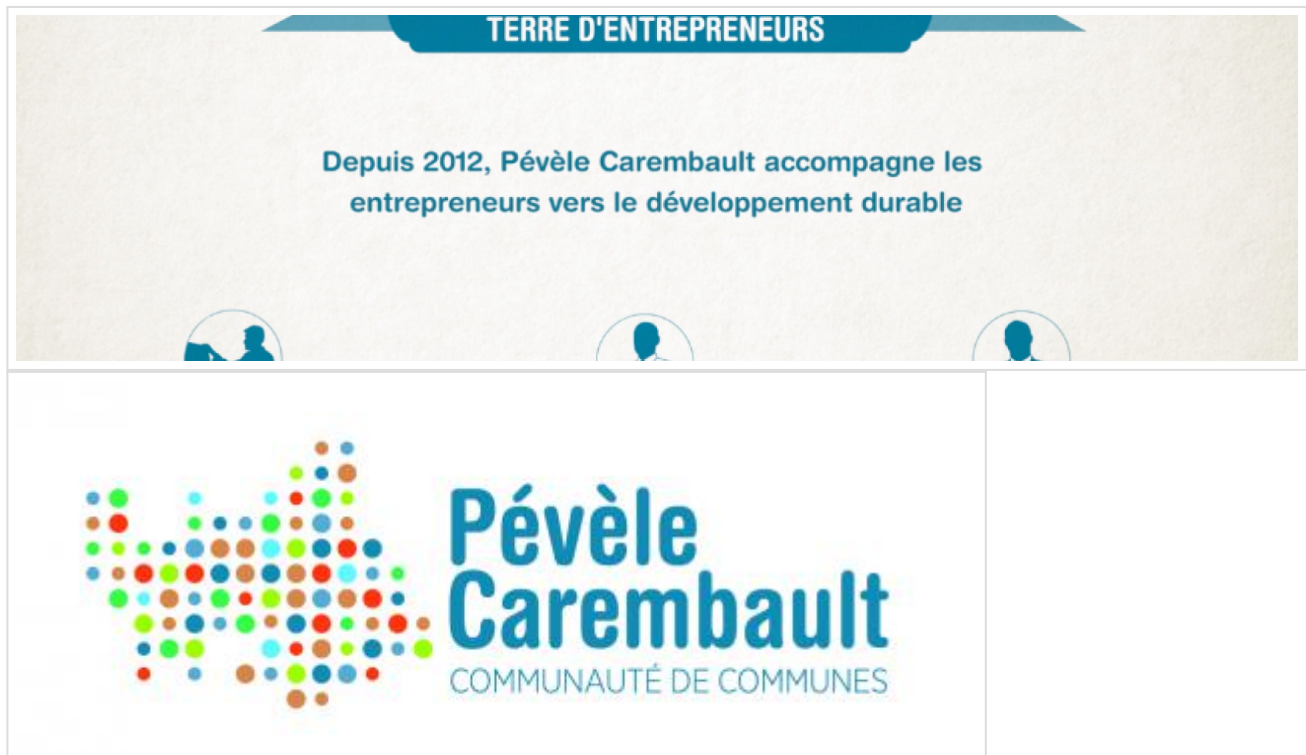 TERRE D'ENTREPRENEURS
Depuis 2012, Pévèle Carembault accompagne les
entrepreneurs vers le développement durable
Pévèle
Carembault
COMMUNAUTÉ DE COMMUNES